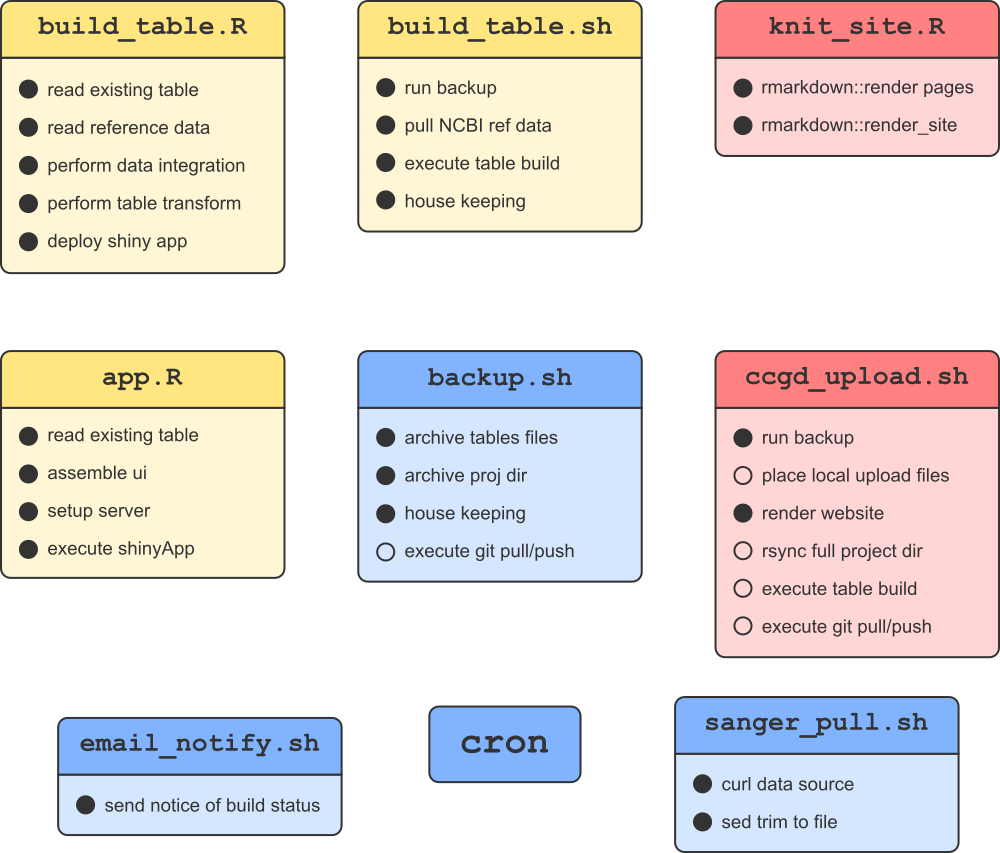 build_table.R
read existing table
read reference data
perform data integration
perform table transform
deploy shiny app
build_table.sh
run backup
pull NCBI ref data
execute table build
house keeping
knit_site.R
rmarkdown::render pages
rmarkdown::render_site
app.R
read existing table
assemble ui
setup server
execute shinyApp
backup.sh
archive tables files
archive proj dir
house keeping
execute git pull/push
ccgd_upload.sh
run backup
place local upload files
render website
rsync full project dir
execute table build
execute git pull/push
email_notify.sh
send notice of build status
cron
sanger_pull.sh
curl data source
sed trim to file